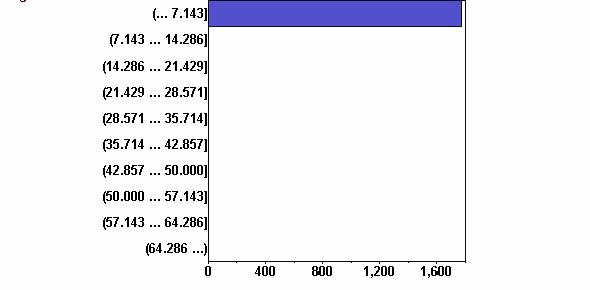 (... 7.143]
(7.143 ... 14.286]
(14.286 ... 21.429]
(21.429 ... 28.571]
(28.571 ... 35.714]
(35.714 ... 42.857]
(42.857 ... 50.000]
(50.000 ... 57.143]
(57.143 ... 64.286]
(64.286 ...)
0 400 800 1,200 1,600